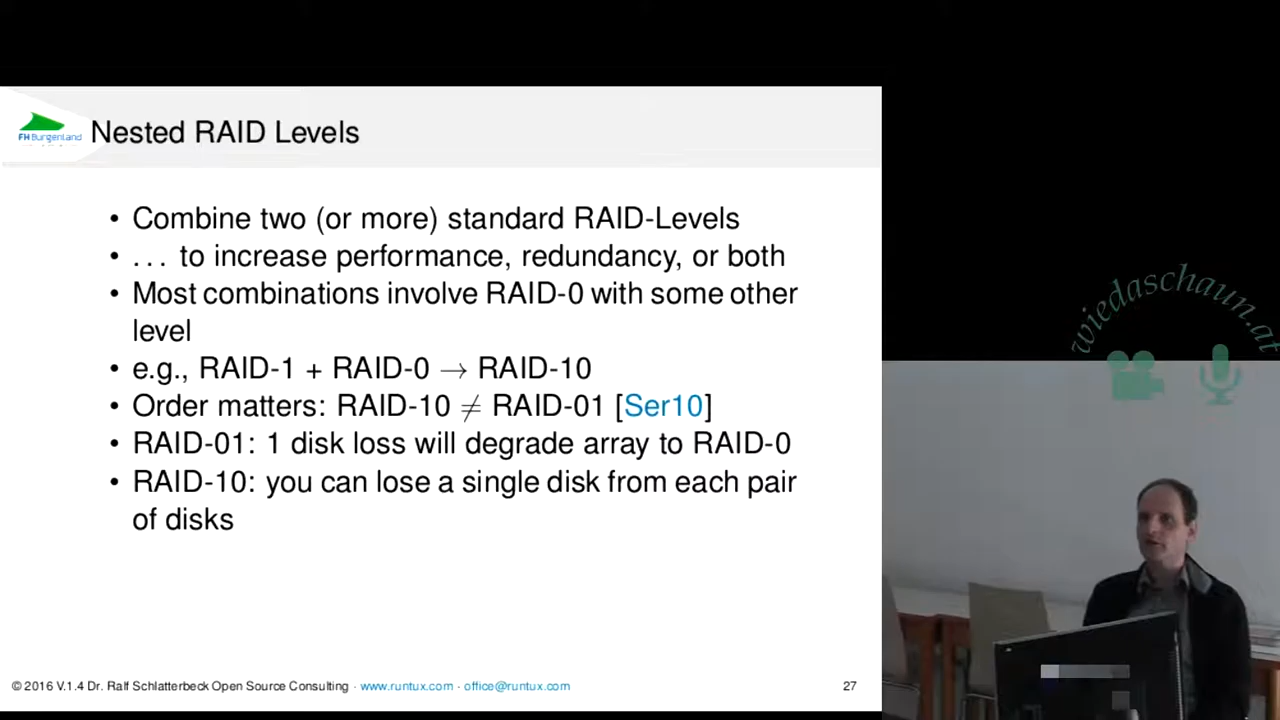 FH Burgenland
Nested RAID Levels
• Combine two (or more) standard RAID-Levels
• . . . to increase performance, redundancy, or both
• Most combinations involve RAID-0 with some other
level
• e.g., RAID-1 + RAID-0 → RAID-10
• Order matters: RAID-10 ≠ RAID-01 [Ser10]
• RAID-01: 1 disk loss will degrade array to RAID-0
• RAID-10: you can lose a single disk from each pair
of disks
© 2016 V.1.4 Dr. Ralf Schlatterbeck Open Source Consulting · www.runtux.com · office@runtux.com
27
wiedaschaun.at